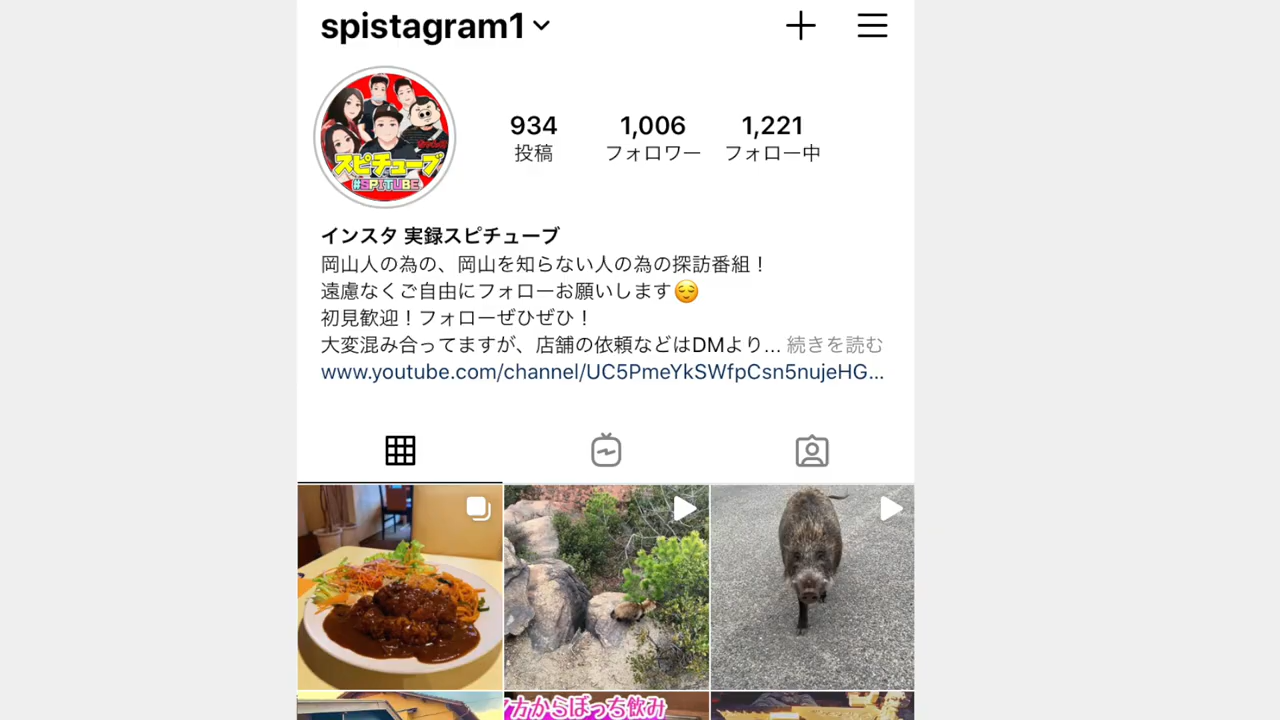 spistagram1
934
投稿
1,006
フォロワー
1,221
フォロー中
スピチューブ
#SPITUBE
インスタ 実録スピチューブ
岡山人の為の、岡山を知らない人の為の探訪番組！
遠慮なくご自由にフォローお願いします😌
初見歓迎！フォローぜひぜひ！
大変混み合ってますが、店舗の依頼などはDMより... 続きを読む
www.youtube.com/channel/UC5PmeYkSWfpCsn5nujeHG...
夕方からぼっち飲み